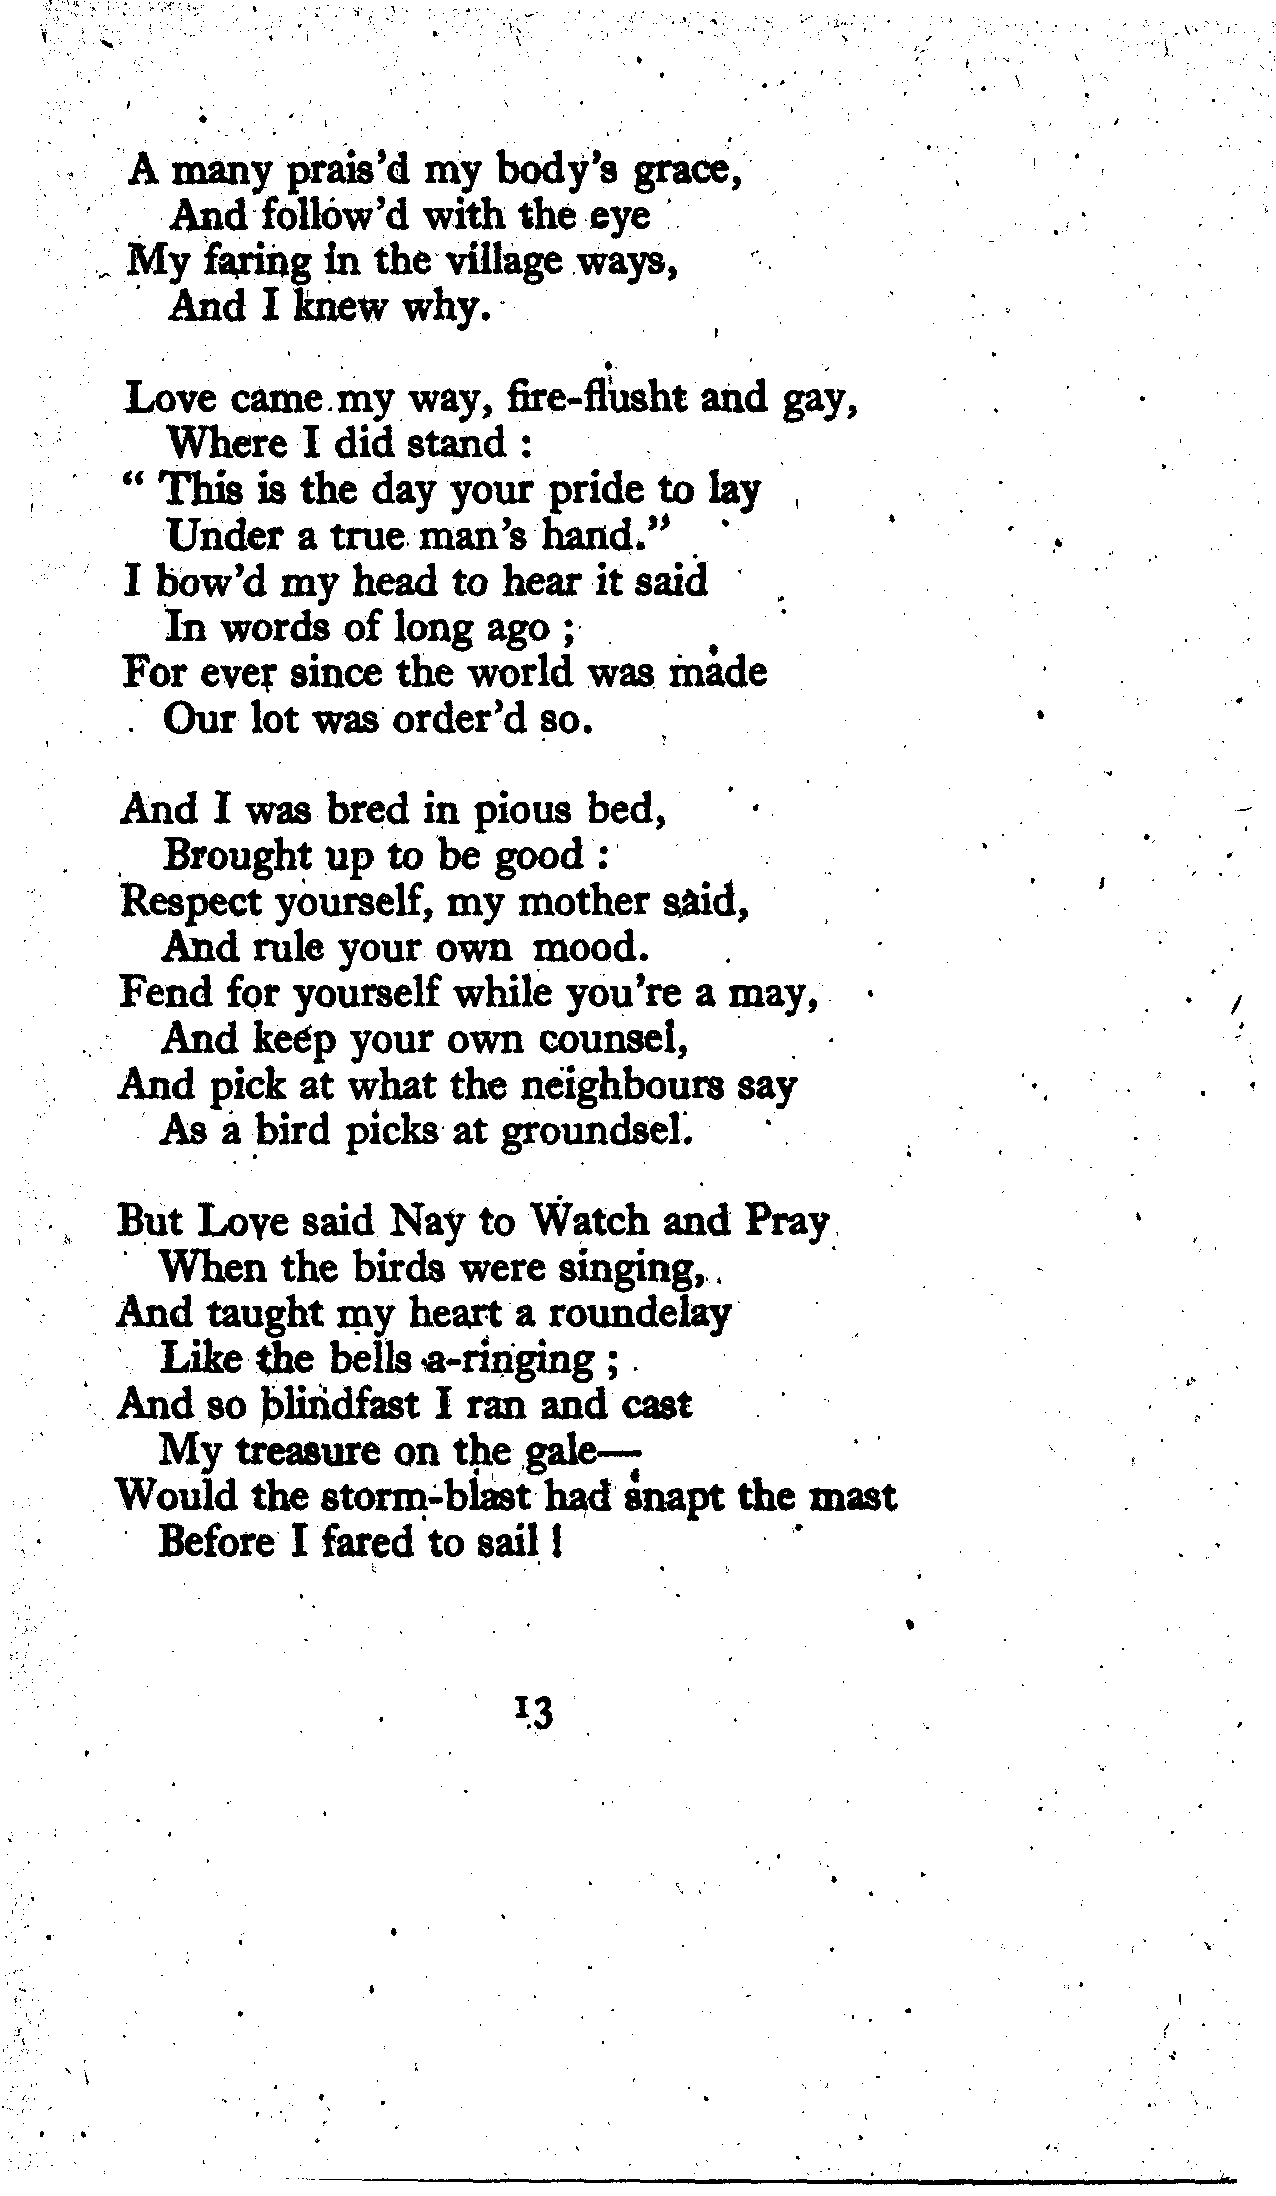 A many prais'd my body's grace,
And follow'd with the eye
My faring in the village ways,
And I knew why.
Love came my way, fire-flusht and gay,
Where I did stand :
“ This is the day your pride to lay
Under a true man's hand.”
I bow'd my head to hear it said
In words of long ago ;
For ever since the world was made
Our lot was order'd so.
And I was bred in pious bed,
Brought up to be good :
Respect yourself, my mother said,
And rule your own mood.
Fend for yourself while you're a may,
And keep your own counsel,
And pick at what the neighbours say
As a bird picks at groundsel.
But Love said Nay to Watch and Pray
When the birds were singing,
And taught my heart a roundelay
Like the bells a-ringing ;
And so blindfast I ran and cast
My treasure on the gale—
Would the storm-blast had snapt the mast
Before I fared to sail !
13